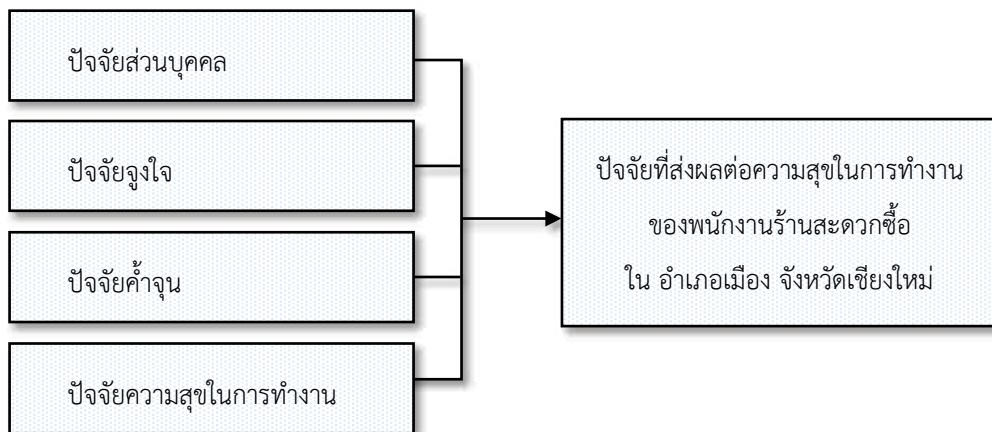 ปัจจัยส่วนบุคคล
ปัจจัยจูงใจ
ปัจจัยค้ำจุน
ปัจจัยความสุขในการทำงาน
ปัจจัยที่ส่งผลต่อความสุขในการทำงาน
ของพนักงานร้านสะดวกซื้อ
ใน อำเภอเมือง จังหวัดเชียงใหม่